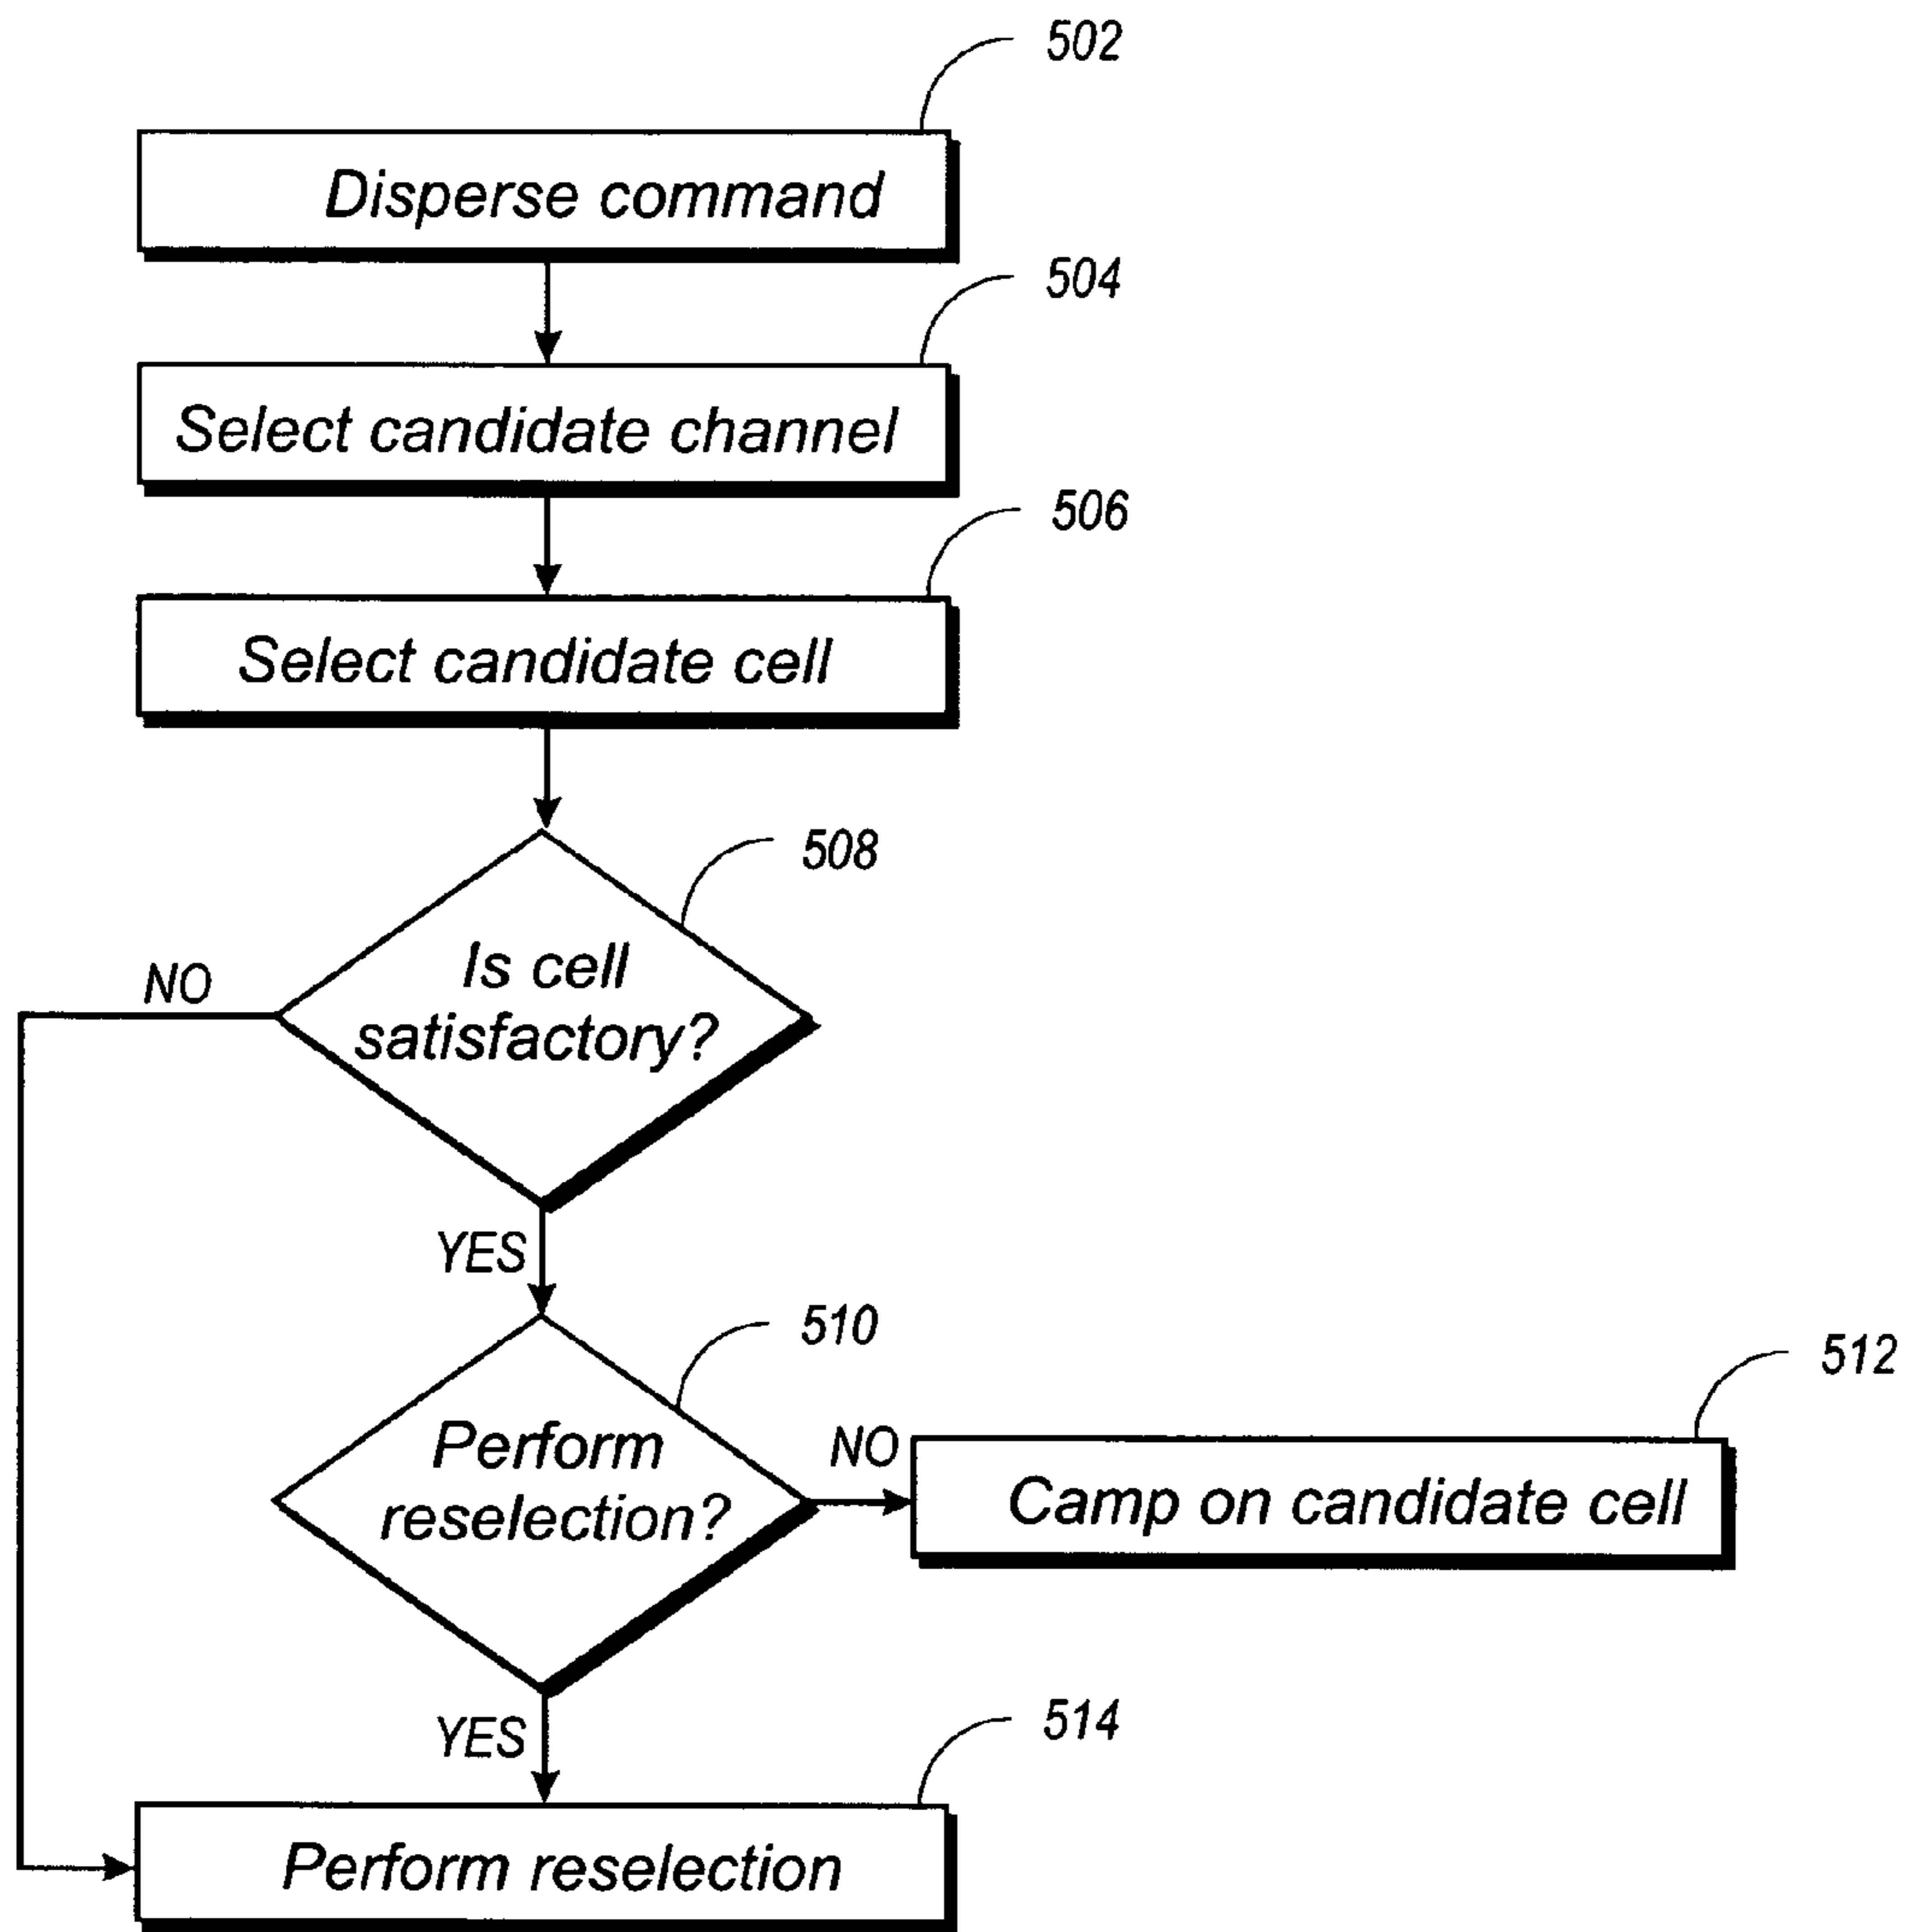 502
Disperse command
504
Select candidate channel
506
Select candidate cell
508
Is cell
satisfactory?
NO
YES
510
Perform
reselection?
NO
512
Camp on candidate cell
YES
514
Perform reselection